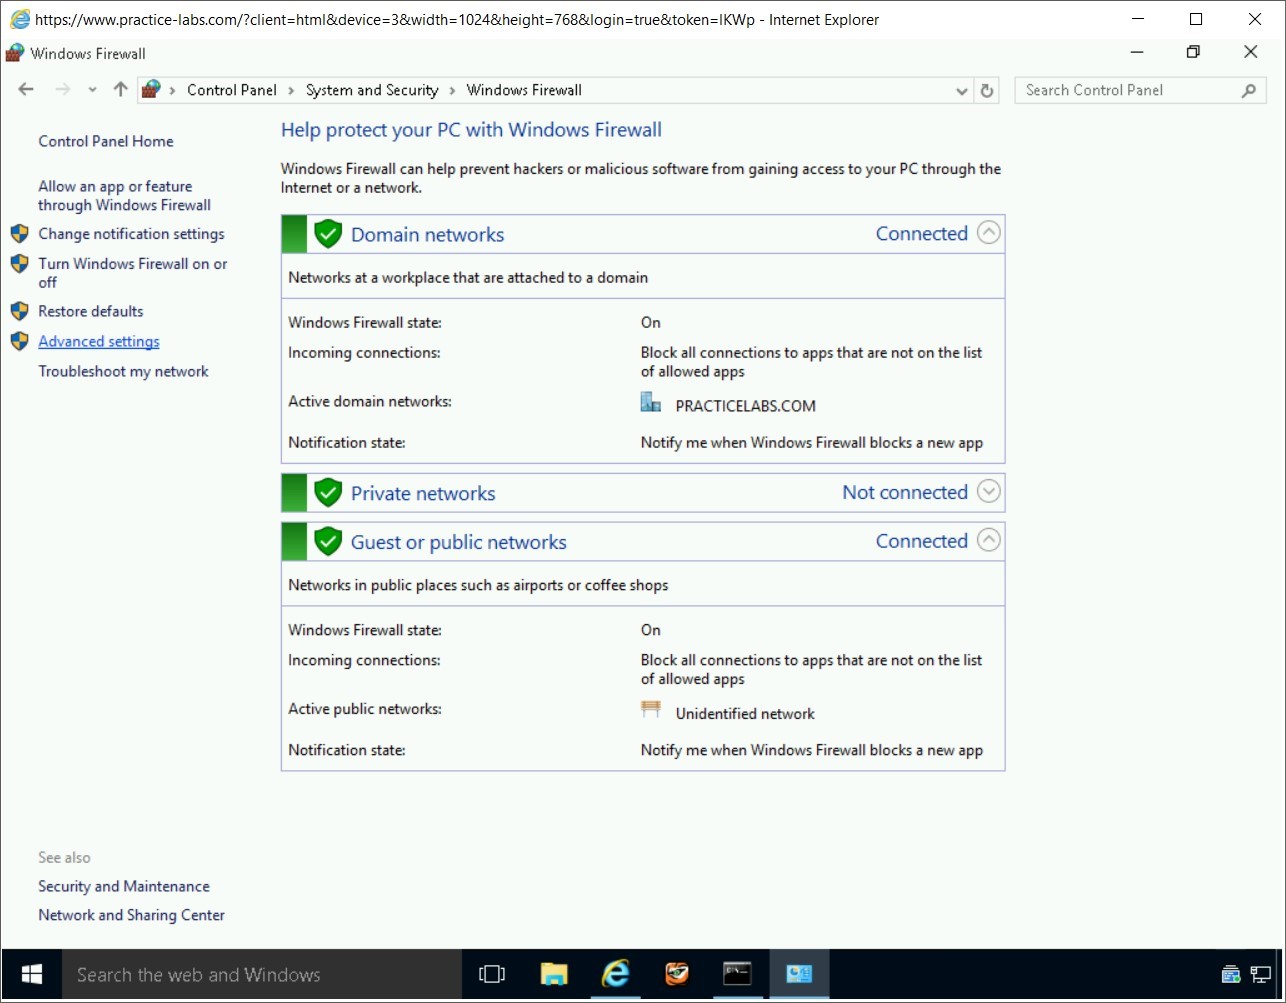 https://www.practice-labs.com/?client=html&device=3&width=1024&height=768&login=true&token=lKWp - Internet Explorer
Windows Firewall
Control Panel > System and Security > Windows Firewall
Search Control Panel
Control Panel Home
Allow an app or feature
through Windows Firewall
Change notification settings
Turn Windows Firewall on or
off
Restore defaults
Advanced settings
Troubleshoot my network
Help protect your PC with Windows Firewall
Windows Firewall can help prevent hackers or malicious software from gaining access to your PC through the
Internet or a network.
Domain networks Connected
Networks at a workplace that are attached to a domain
Windows Firewall state: On
Incoming connections: Block all connections to apps that are not on the list
of allowed apps
Active domain networks: PRACTICELABS.COM
Notification state: Notify me when Windows Firewall blocks a new app
Private networks Not connected
Guest or public networks Connected
Networks in public places such as airports or coffee shops
Windows Firewall state: On
Incoming connections: Block all connections to apps that are not on the list
of allowed apps
Active public networks: Unidentified network
Notification state: Notify me when Windows Firewall blocks a new app
See also
Security and Maintenance
Network and Sharing Center
Search the web and Windows